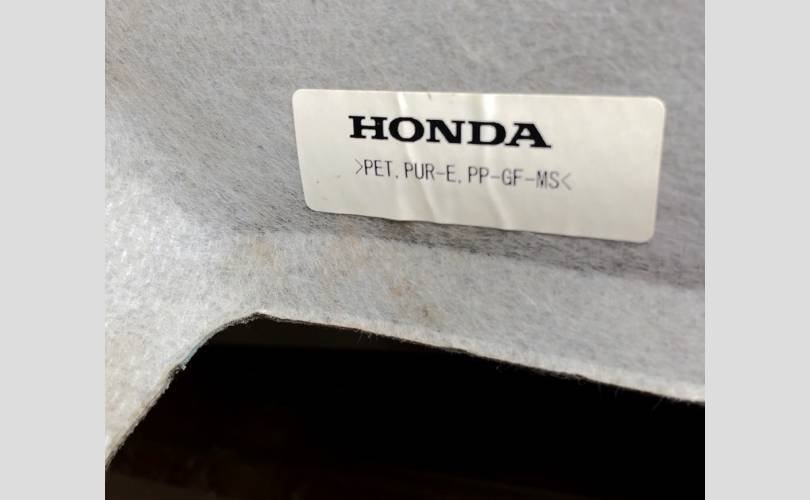 HONDA
>PET, PUR-E, PP-GF-MS<